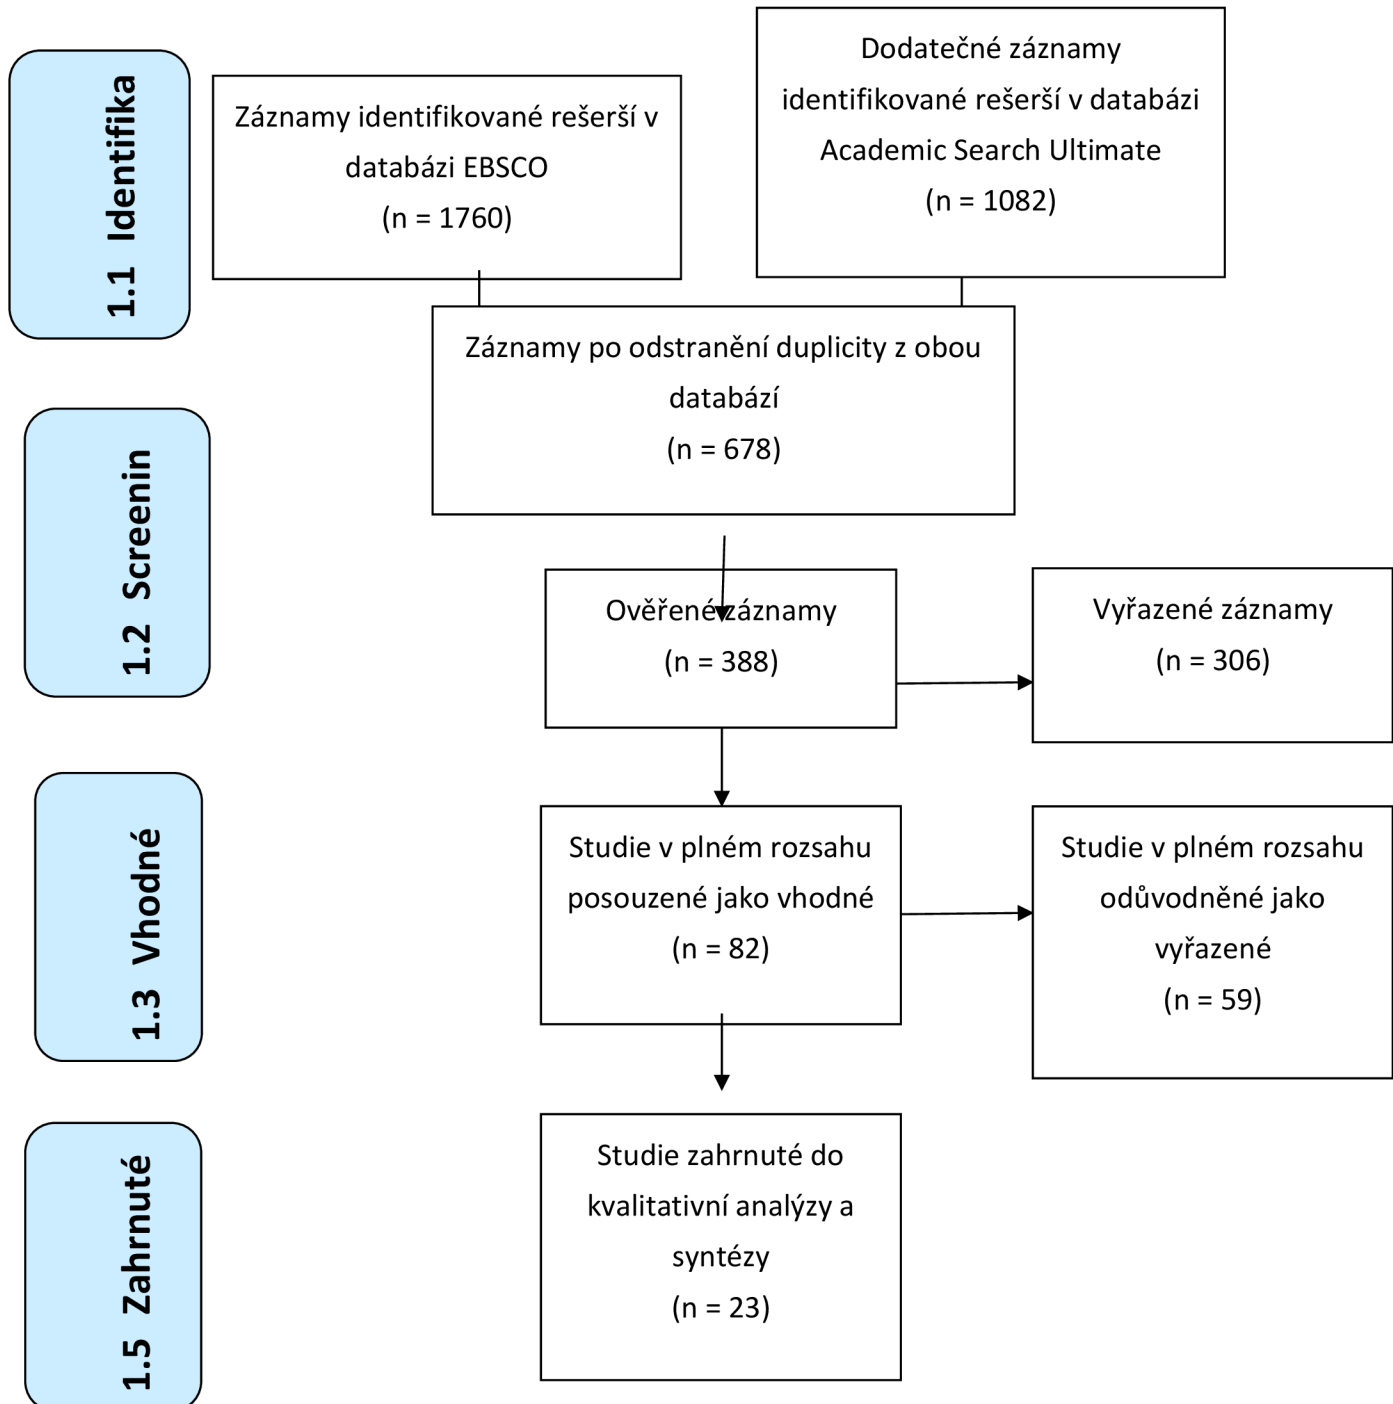 1.1 Identifika
Záznamy identifikované rešerší v
databázi EBSCO
(n = 1760)
Dodatečné záznamy
identifikované rešerší v databázi
Academic Search Ultimate
(n = 1082)
Záznamy po odstranění duplicity z obou
databází
(n = 678)
1.2 Screenin
Ověřené záznamy
(n = 388)
Vyřazené záznamy
(n = 306)
1.3 Vhodné
Studie v plném rozsahu
posouzené jako vhodné
(n = 82)
Studie v plném rozsahu
odůvodněné jako
vyřazené
(n = 59)
1.5 Zahrnuté
Studie zahrnuté do
kvalitativní analýzy a
syntézy
(n = 23)